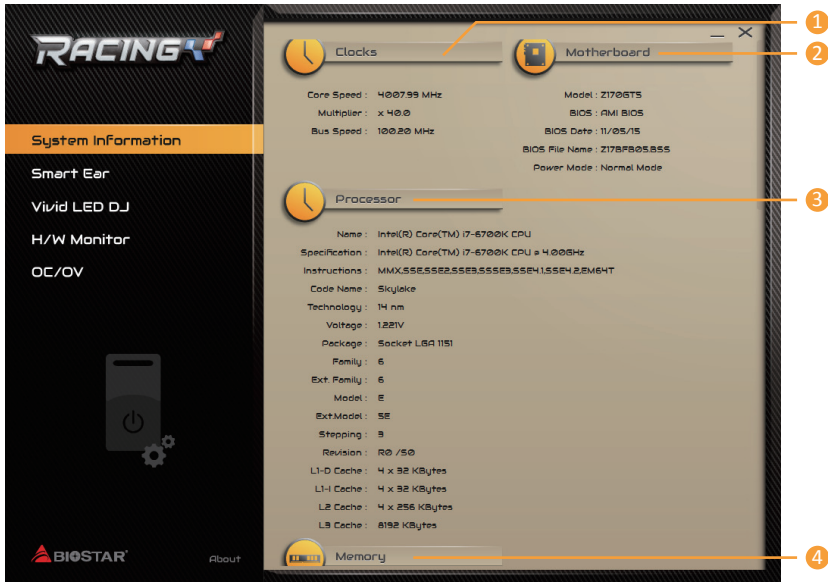 RACING
System Information
Smart Ear
Vivid LED DJ
H/W Monitor
OC/OV
BIOSTAR
About
Clocks
Core Speed : 4007.99 MHz
Multiplier : x 40.0
Bus Speed : 100.20 MHz
Motherboard
Model : Z170GT5
BIOS : AMI BIOS
BIOS Date : 11/05/15
BIOS File Name : Z17BFB05.BSS
Power Mode : Normal Mode
Processor
Name : Intel(R) Core(TM) i7-6700K CPU
Specification : Intel(R) Core(TM) i7-6700K CPU @ 4.00GHz
Instructions : MMX,SSE,SSE2,SSE3,SSSE3,SSE4.1,SSE4.2,EM64T
Code Name : Skylake
Technology : 14 nm
Voltage : 1.221V
Package : Socket LGA 1151
Family : 6
Ext. Family : 6
Model : E
Ext.Model : 5E
Stepping : 3
Revision : R0 /S0
L1-D Cache : 4 x 32 KBytes
L1-I Cache : 4 x 32 KBytes
L2 Cache : 4 x 256 KBytes
L3 Cache : 8192 KBytes
Memory
1
2
3
4